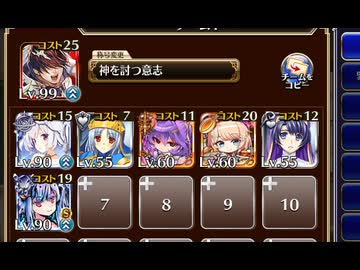 コスト25
称号変更
神を討つ意志
チームを
コピー
Lv.99
コスト15
コスト 7
コスト11
コスト20
コスト12
Lv.90
Lv.55
Lv.60
Lv.60
Lv.55
コスト19
S
Lv.90
7
8
9
10